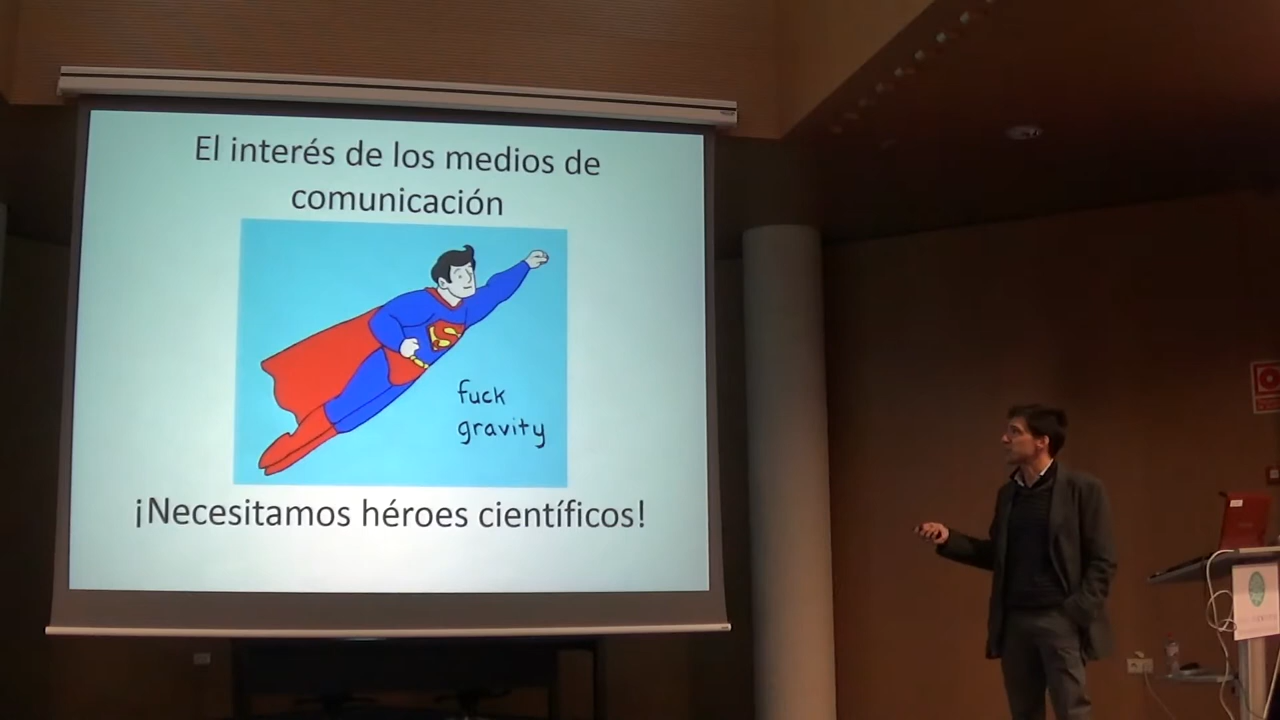 El interés de los medios de
comunicación
fuck
gravity
¡Necesitamos héroes científicos!